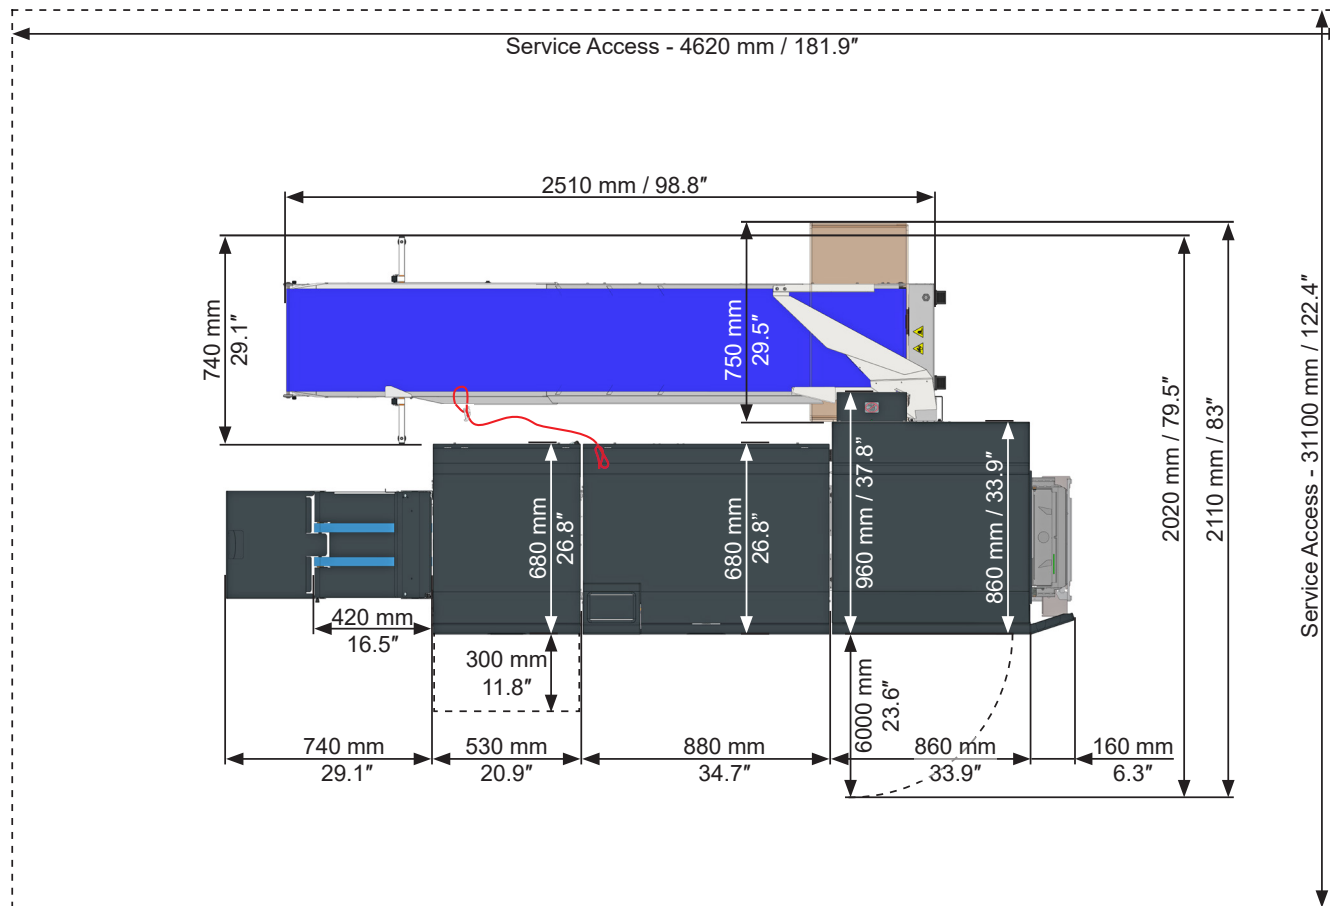 Service Access - 4620 mm / 181.9″
2510 mm / 98.8″
740 mm
29.1″
750 mm
29.5″
2020 mm / 79.5″
2110 mm / 83″
Service Access - 31100 mm / 122.4″
680 mm
26.8″
680 mm
26.8”
960 mm / 37.8”
860 mm / 33.9″
420 mm
16.5″
300 mm
11.8″
6000 mm
23.6″
740 mm
29.1″
530 mm
20.9″
880 mm
34.7″
860 mm
33.9″
160 mm
6.3″